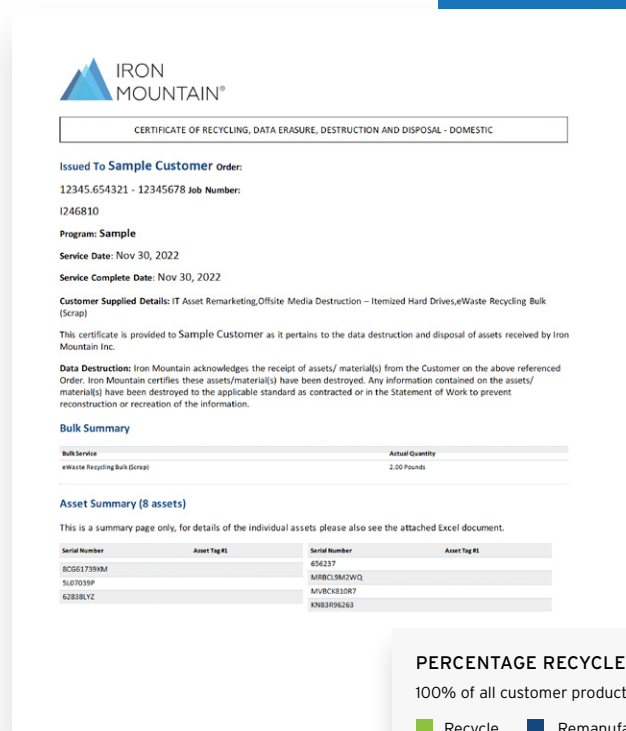 IRON
MOUNTAIN®
CERTIFICATE OF RECYCLING, DATA ERASURE, DESTRUCTION AND DISPOSAL - DOMESTIC
Issued To Sample Customer Order:
12345.654321 - 12345678 Job Number:
I246810
Program: Sample
Service Date: Nov 30, 2022
Service Complete Date: Nov 30, 2022
Customer Supplied Details: IT Asset Remarketing,Offsite Media Destruction – Itemized Hard Drives,eWaste Recycling Bulk
(Scrap)
This certificate is provided to Sample Customer as it pertains to the data destruction and disposal of assets received by Iron
Mountain Inc.
Data Destruction: Iron Mountain acknowledges the receipt of assets/ material(s) from the Customer on the above referenced
Order. Iron Mountain certifies these assets/material(s) have been destroyed. Any information contained on the assets/
material(s) have been destroyed to the applicable standard as contracted or in the Statement of Work to prevent
reconstruction or recreation of the information.
Bulk Summary
Bulk Service Actual Quantity
eWaste Recycling Bulk (Scrap) 2.00 Pounds
Asset Summary (8 assets)
This is a summary page only, for details of the individual assets please also see the attached Excel document.
Serial Number Asset Tag #1 Serial Number Asset Tag #1
8CG61739XM
5L07039P
62838LYZ
656237
MRBCL9M2WQ
MVBCK810R7
KNB3R96263
PERCENTAGE RECYCLE
100% of all customer product
Recycle Remanufa